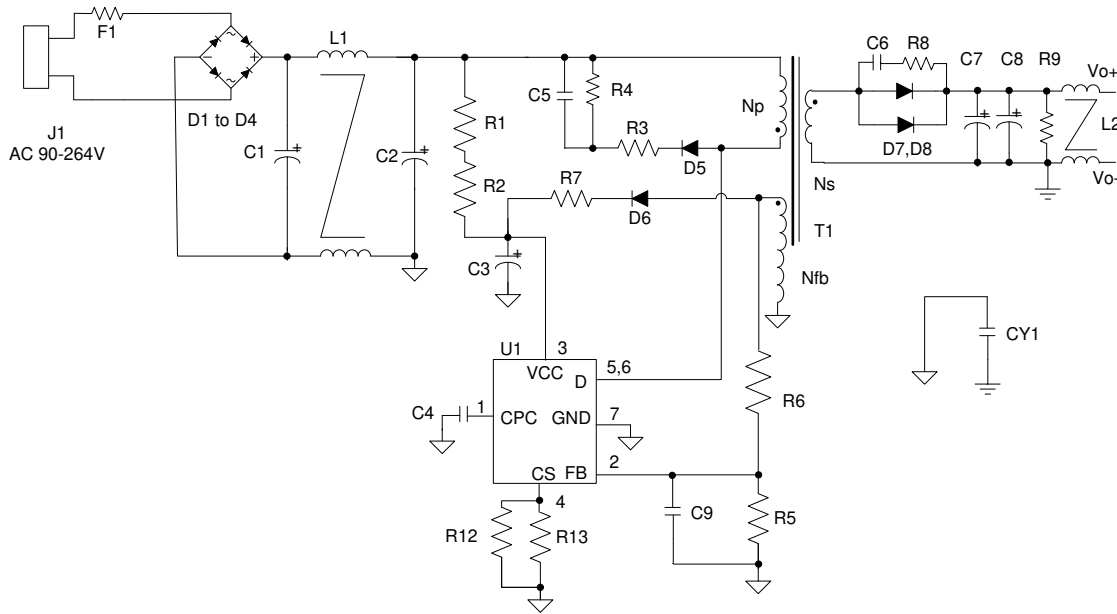 F1
J1
AC 90-264V
D1 to D4
C1
L1
C2
R1
R2
C3
C5
R4
R3
D5
R7
D6
Np
Ns
T1
Nfb
C6
R8
D7,D8
C7
C8
R9
Vo+
L2
Vo-
CY1
U1
3
VCC
5,6
D
C4
1
CPC
GND
7
CS
FB
2
4
R12
R13
C9
R5
R6